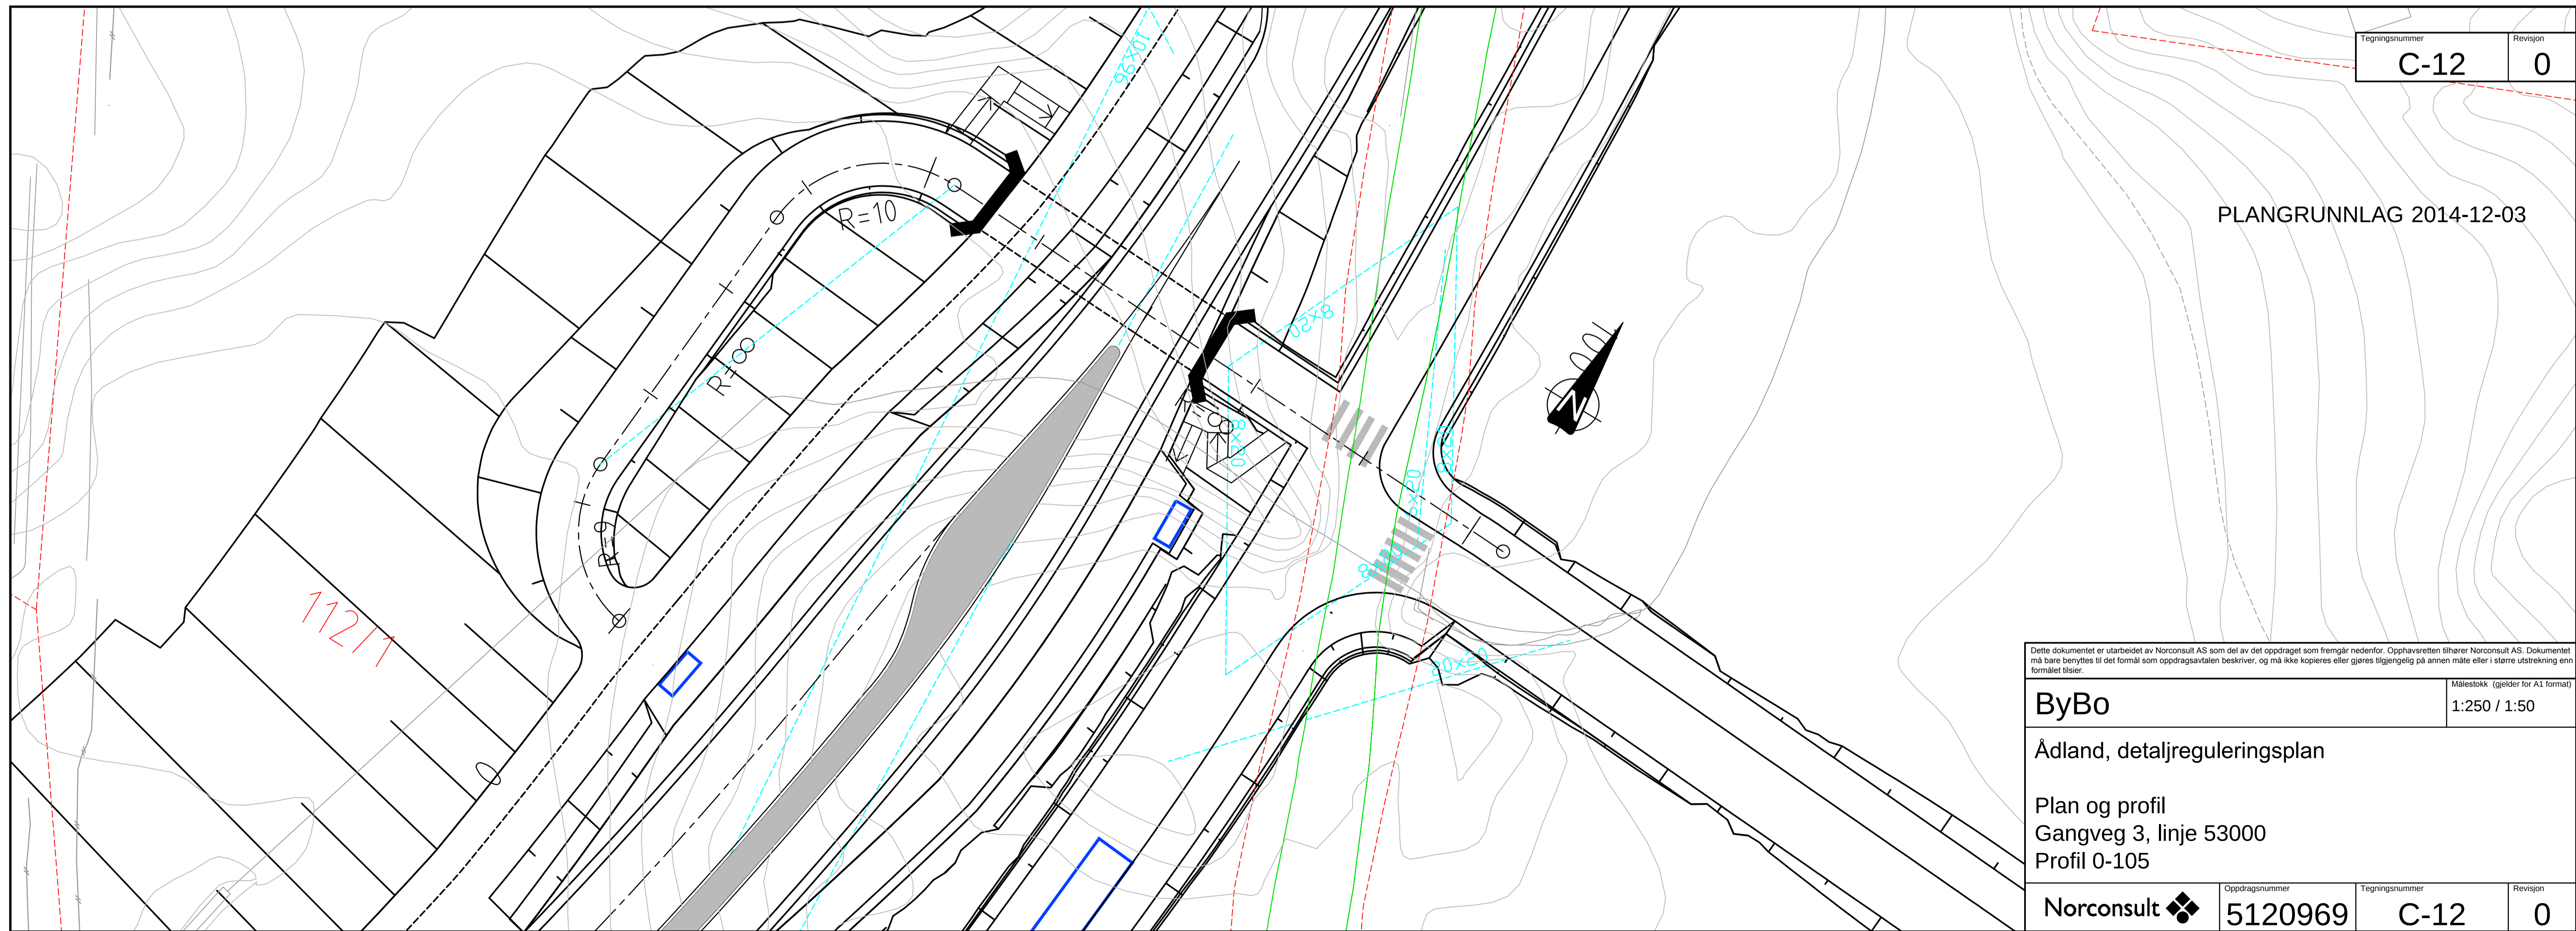 Tegningsnummer
Revisjon
C-12
0
PLANGRUNNLAG 2014-12-03
10x96
R=10
R=∞
R=9
8x50
8x20
112/1
N
Dette dokumentet er utarbeidet av Norconsult AS som del av det oppdraget som fremgår nedenfor. Opphavsretten tilhører Norconsult AS. Dokumentet
må bare benyttes til det formål som oppdragsavtalen beskriver, og må ikke kopieres eller gjøres tilgjengelig på annen måte eller i større utstrekning enn
formålet tilsier.
ByBo
Målestokk (gjelder for A1 format)
1:250 / 1:50
Ådland, detaljreguleringsplan
Plan og profil
Gangveg 3, linje 53000
Profil 0-105
Norconsult
Oppdragsnummer
5120969
Tegningsnummer
C-12
Revisjon
0